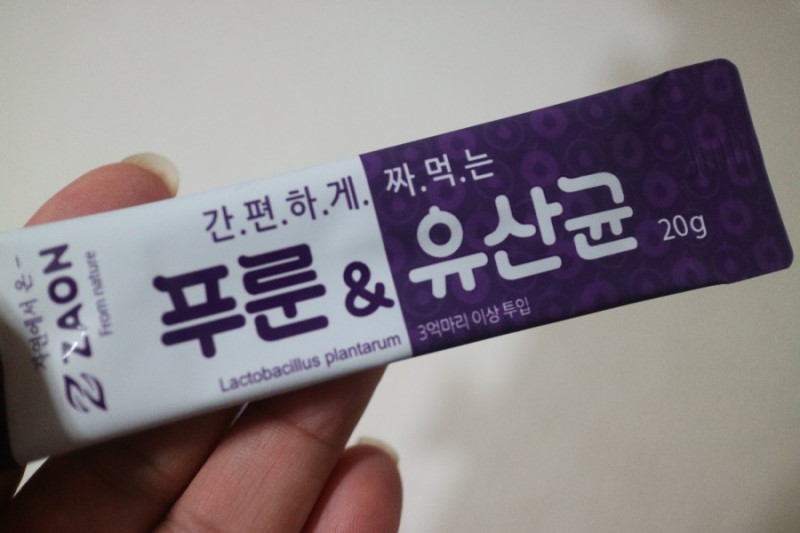 자연에서 온-
ZAON
From nature
간.편.하.게. 짜.먹.는
푸룬 & 유산균 20g
Lactobacillus plantarum
3억마리 이상 투입